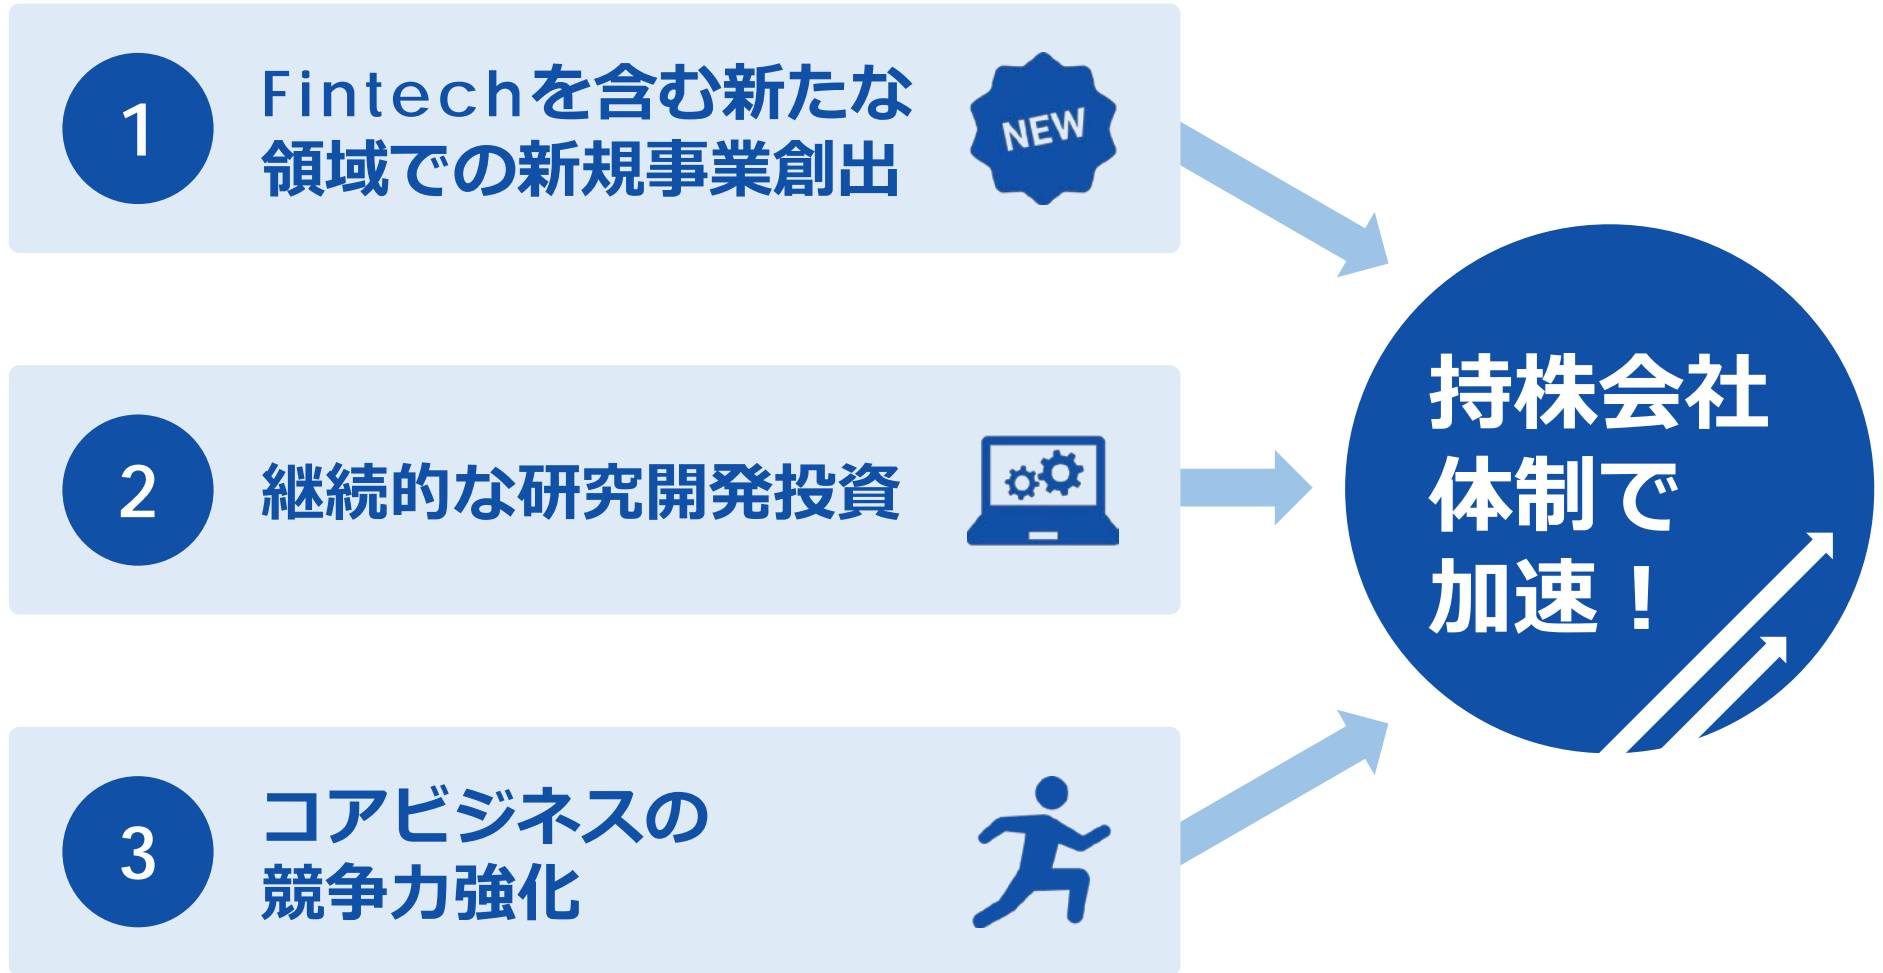 1
Fintechを含む新たな
領域での新規事業創出
NEW
2
継続的な研究開発投資
3
コアビジネスの
競争力強化
持株会社
体制で
加速！